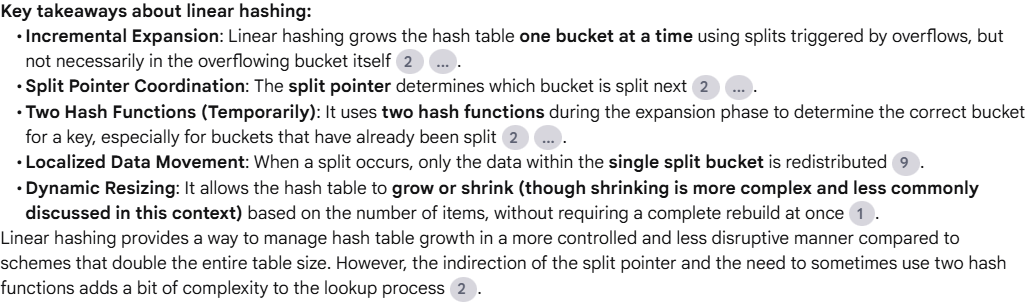 Key takeaways about linear hashing:
• Incremental Expansion: Linear hashing grows the hash table one bucket at a time using splits triggered by overflows, but
not necessarily in the overflowing bucket itself 2 ... .
• Split Pointer Coordination: The split pointer determines which bucket is split next 2 ... .
• Two Hash Functions (Temporarily): It uses two hash functions during the expansion phase to determine the correct bucket
for a key, especially for buckets that have already been split 2 ... .
• Localized Data Movement: When a split occurs, only the data within the single split bucket is redistributed 9 .
• Dynamic Resizing: It allows the hash table to grow or shrink (though shrinking is more complex and less commonly
discussed in this context) based on the number of items, without requiring a complete rebuild at once 1 .
Linear hashing provides a way to manage hash table growth in a more controlled and less disruptive manner compared to
schemes that double the entire table size. However, the indirection of the split pointer and the need to sometimes use two hash
functions adds a bit of complexity to the lookup process 2 .